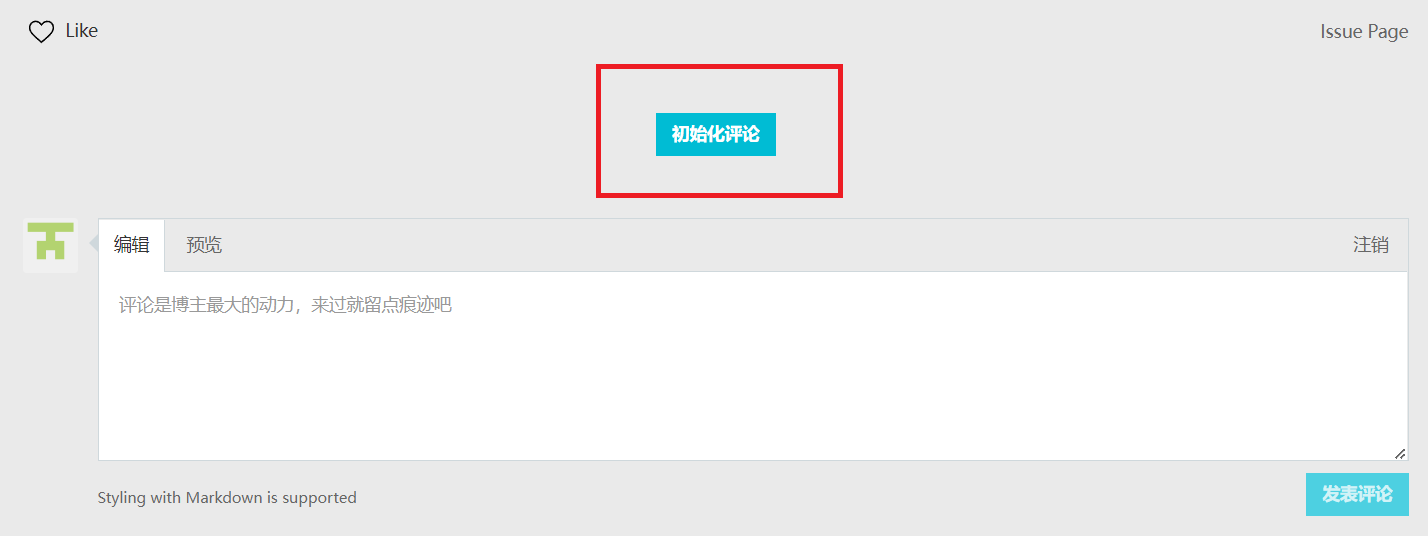 Like
Issue Page
初始化评论
编辑
预览
注销
评论是博主最大的动力，来过就留点痕迹吧
Styling with Markdown is supported
发表评论